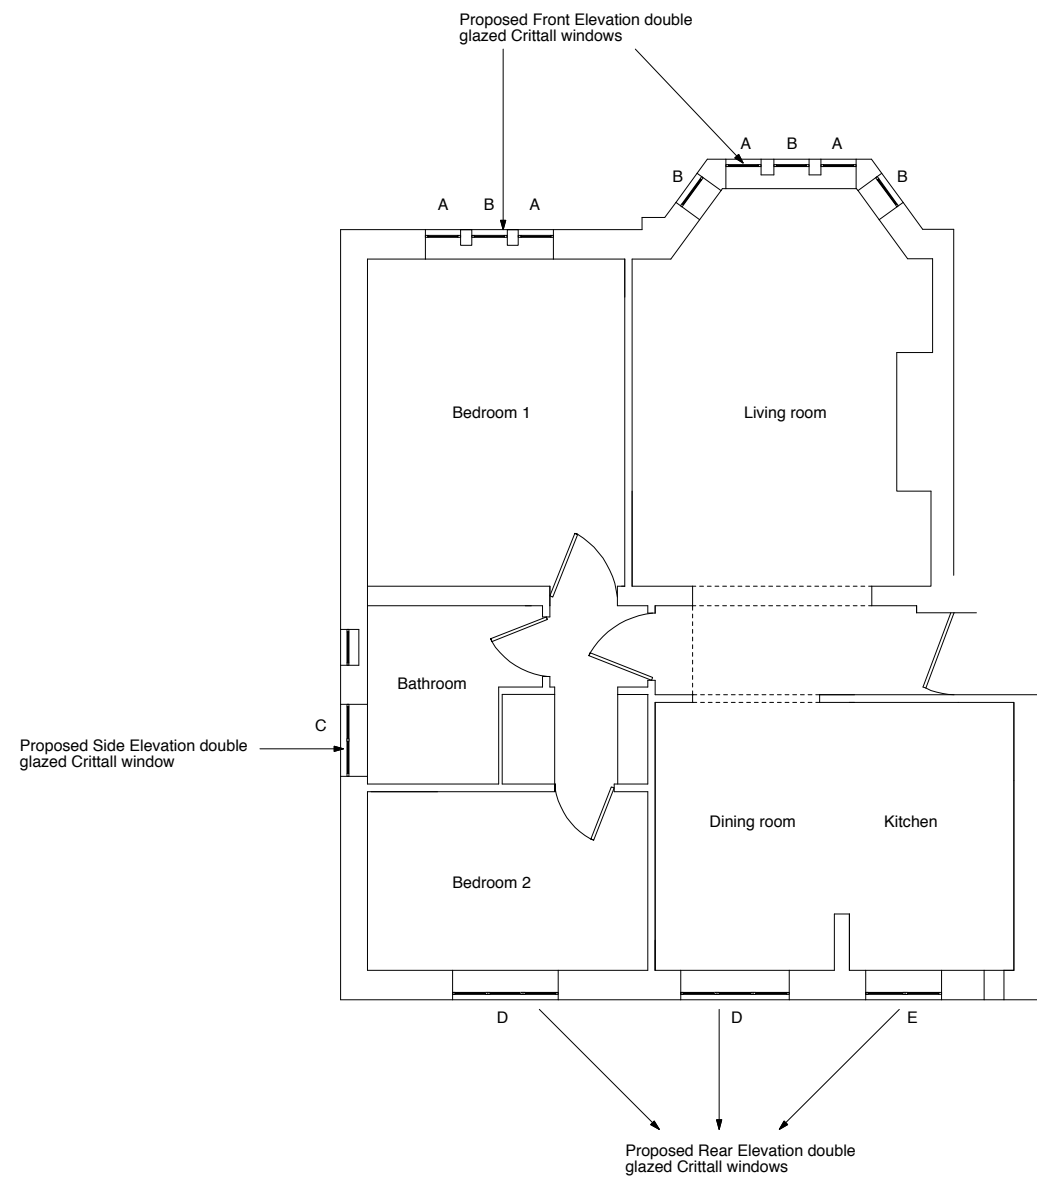 Proposed Front Elevation double
glazed Crittall windows
A B A
B B
A B A
Bedroom 1
Living room
Bathroom
C
Proposed Side Elevation double
glazed Crittall window
Dining room
Kitchen
Bedroom 2
D
D
E
Proposed Rear Elevation double
glazed Crittall windows